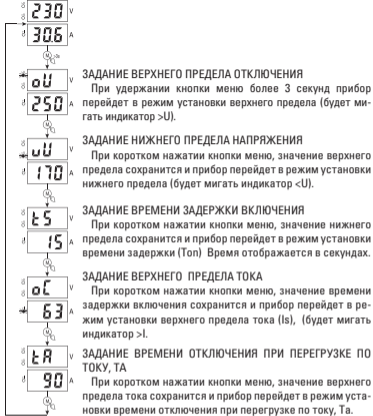 230 V
30.6 A
>3с
oU V
250 A
ЗАДАНИЕ ВЕРХНЕГО ПРЕДЕЛА ОТКЛЮЧЕНИЯ
При удержании кнопки меню более 3 секунд прибор
перейдет в режим установки верхнего предела (будет ми-
гать индикатор >U).
uU V
170 A
ЗАДАНИЕ НИЖНЕГО ПРЕДЕЛА НАПРЯЖЕНИЯ
При коротком нажатии кнопки меню, значение верхнего
предела сохранится и прибор перейдет в режим установки
нижнего предела (будет мигать индикатор <U).
tS V
15 A
ЗАДАНИЕ ВРЕМЕНИ ЗАДЕРЖКИ ВКЛЮЧЕНИЯ
При коротком нажатии кнопки меню, значение нижнего
предела сохранится и прибор перейдет в режим установки
времени задержки (Ton) Время отображается в секундах.
oC V
63 A
ЗАДАНИЕ ВЕРХНЕГО ПРЕДЕЛА ТОКА
При коротком нажатии кнопки меню, значение времени
задержки включения сохранится и прибор перейдет в ре-
жим установки верхнего предела тока (Is), (будет мигать
индикатор >I.
tA V
90 A
ЗАДАНИЕ ВРЕМЕНИ ОТКЛЮЧЕНИЯ ПРИ ПЕРЕГРУЗКЕ ПО
ТОКУ, ТА
При коротком нажатии кнопки меню, значение верхнего
предела тока сохранится и прибор перейдет в режим уста-
новки времени отключения при перегрузке по току, Та.